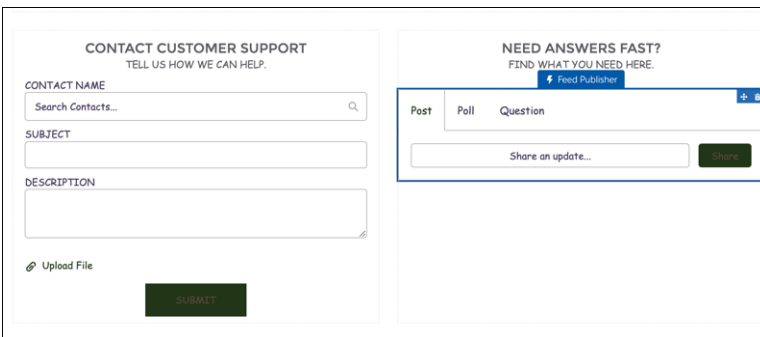 CONTACT CUSTOMER SUPPORT
TELL US HOW WE CAN HELP.
CONTACT NAME
Search Contacts...
SUBJECT
DESCRIPTION
Upload File
SUBMIT
NEED ANSWERS FAST?
FIND WHAT YOU NEED HERE.
Feed Publisher
Post Poll Question
Share an update... Share